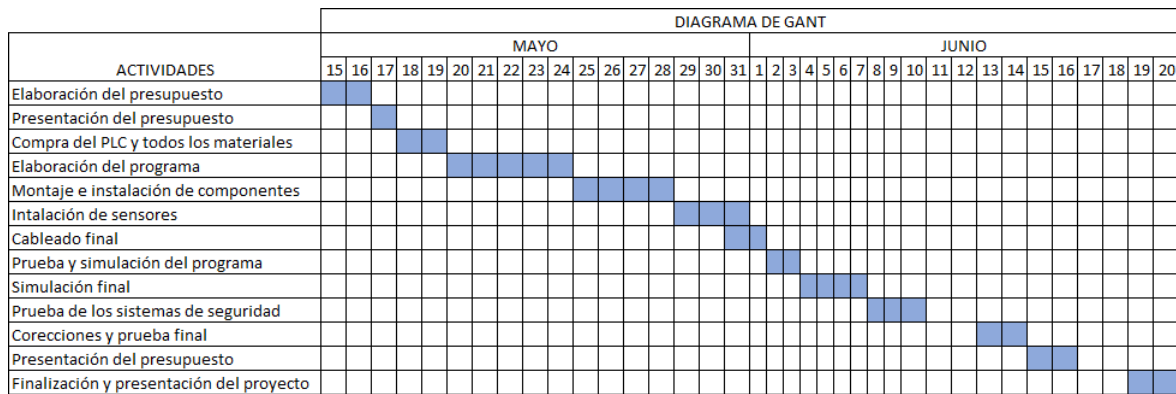 DIAGRAMA DE GANT
MAYO JUNIO
ACTIVIDADES 15 16 17 18 19 20 21 22 23 24 25 26 27 28 29 30 31 1 2 3 4 5 6 7 8 9 10 11 12 13 14 15 16 17 18 19 20
Elaboración del presupuesto
Presentación del presupuesto
Compra del PLC y todos los materiales
Elaboración del programa
Montaje e instalación de componentes
Intalación de sensores
Cableado final
Prueba y simulación del programa
Simulación final
Prueba de los sistemas de seguridad
Corecciones y prueba final
Presentación del presupuesto
Finalización y presentación del proyecto